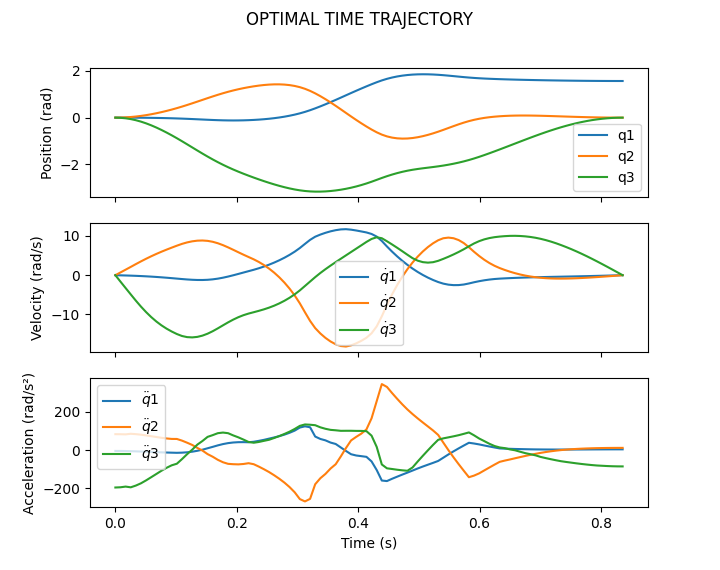 OPTIMAL TIME TRAJECTORY
Position (rad)
2
0
−2
q1
q2
q3
Velocity (rad/s)
10
0
−10
q̇1
q̇2
q̇3
Acceleration (rad/s²)
200
0
−200
q̈1
q̈2
q̈3
0.0 0.2 0.4 0.6 0.8
Time (s)